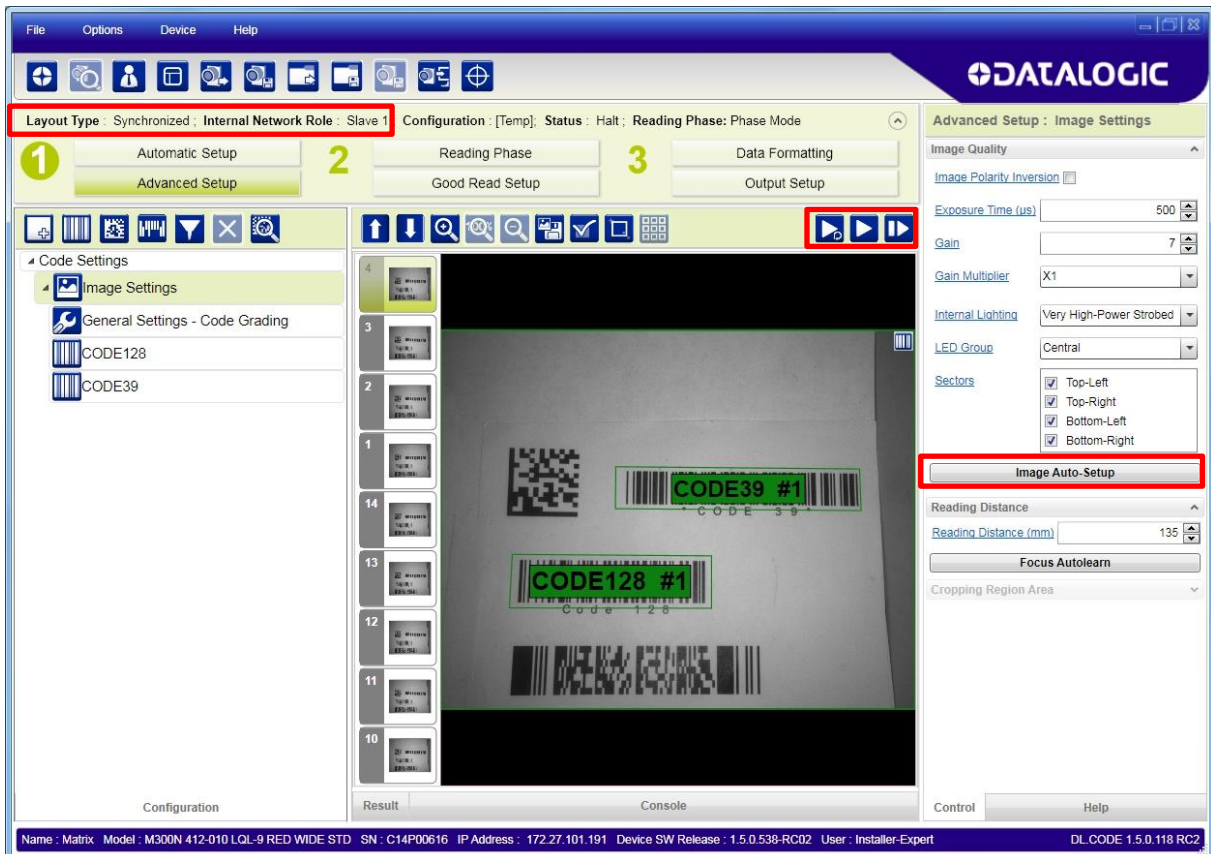 File Options Device Help
DATALOGIC
Layout Type : Synchronized ; Internal Network Role : Slave 1 Configuration : [Temp]; Status : Halt ; Reading Phase: Phase Mode
1 Automatic Setup 2 Reading Phase 3 Data Formatting
Advanced Setup Good Read Setup Output Setup
Code Settings
Image Settings
General Settings - Code Grading
CODE128
CODE39
Configuration
100%
4
3
2
1
14
13
12
11
10
CODE39 #1
* CODE 39 *
CODE128 #1
Code 128
Result Console
Advanced Setup : Image Settings
Image Quality
Image Polarity Inversion
Exposure Time (µs) 500
Gain 7
Gain Multiplier X1
Internal Lighting Very High-Power Strobed
LED Group Central
Sectors Top-Left
Top-Right
Bottom-Left
Bottom-Right
Image Auto-Setup
Reading Distance
Reading Distance (mm) 135
Focus Autolearn
Cropping Region Area
Control Help
Name : Matrix Model : M300N 412-010 LQL-9 RED WIDE STD SN : C14P00616 IP Address : 172.27.101.191 Device SW Release : 1.5.0.538-RC02 User : Installer-Expert DL.CODE 1.5.0.118 RC2